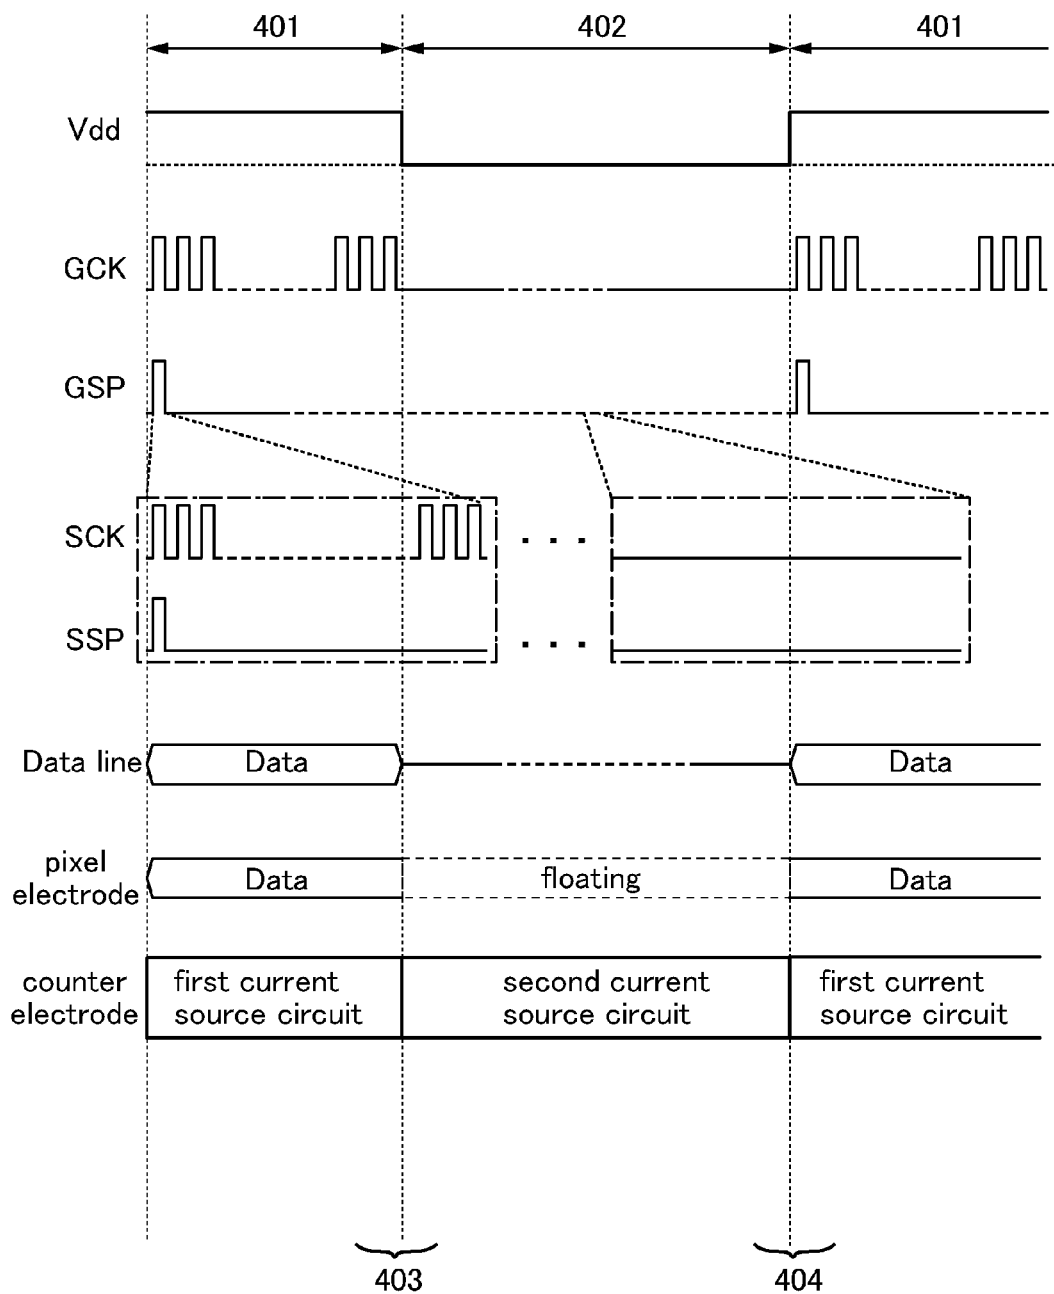 401
402
401
Vdd
GCK
GSP
SCK
. . .
SSP
. . .
Data line
Data
Data
pixel
electrode
Data
floating
Data
counter
electrode
first current
source circuit
second current
source circuit
first current
source circuit
403
404